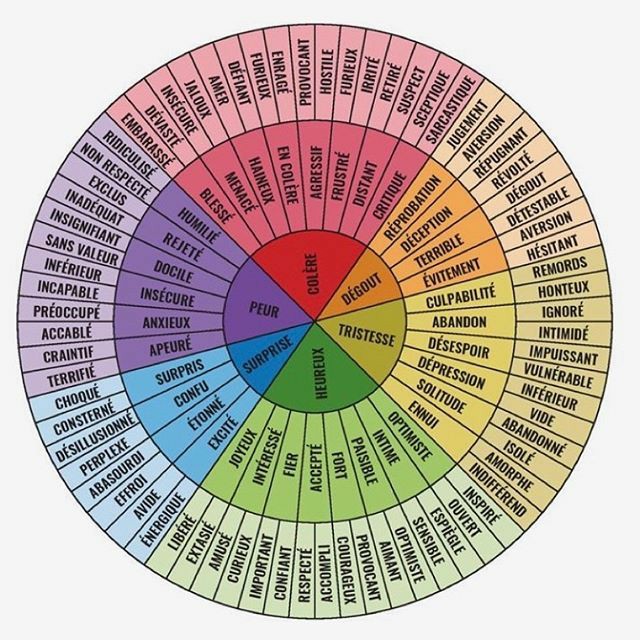 COLÈRE
DÉGOUT
TRISTESSE
HEUREUX
SURPRISE
PEUR
BLESSÉ
MENACÉ
HAINEUX
EN COLÈRE
AGRESSIF
FRUSTRÉ
DISTANT
CRITIQUE
RÉPROBATION
DÉCEPTION
TERRIBLE
ÉVITEMENT
CULPABILITÉ
ABANDON
DÉSESPOIR
DÉPRESSION
SOLITUDE
ENNUI
OPTIMISTE
INTIME
PAISIBLE
FORT
ACCEPTÉ
FIER
INTÉRESSÉ
JOYEUX
EXCITÉ
ÉTONNÉ
CONFU
SURPRIS
APEURÉ
ANXIEUX
INSÉCURE
DOCILE
REJETÉ
HUMILIÉ
EMBARASSÉ
DÉVASTÉ
INSÉCURE
JALOUX
AMER
DÉFIANT
FURIEUX
ENRAGÉ
PROVOCANT
HOSTILE
FURIEUX
IRRITÉ
RETIRÉ
SUSPECT
SCEPTIQUE
SARCASTIQUE
JUGEMENT
AVERSION
RÉPUGNANT
RÉVOLTÉ
DÉGOUT
DÉTESTABLE
AVERSION
HÉSITANT
REMORDS
HONTEUX
IGNORÉ
INTIMIDÉ
IMPUISSANT
VULNÉRABLE
INFÉRIEUR
VIDE
ABANDONNÉ
ISOLÉ
AMORPHE
INDIFFÉREND
INSPIRÉ
OUVERT
ESPIÈGLE
SENSIBLE
OPTIMISTE
AIMANT
PROVOCANT
COURAGEUX
ACCOMPLI
RESPECTÉ
CONFIANT
IMPORTANT
CURIEUX
AMUSÉ
EXTASIÉ
LIBÉRÉ
ÉNERGIQUE
AVIDE
EFFROI
ABASOURDI
PERPLEXE
DÉSILLUSIONNÉ
CONSTERNÉ
CHOQUÉ
TERRIFIÉ
CRAINTIF
ACCABLÉ
PRÉOCCUPÉ
INCAPABLE
INFÉRIEUR
SANS VALEUR
INSIGNIFIANT
INADÉQUAT
EXCLUS
NON RESPECTÉ
RIDICULISÉ